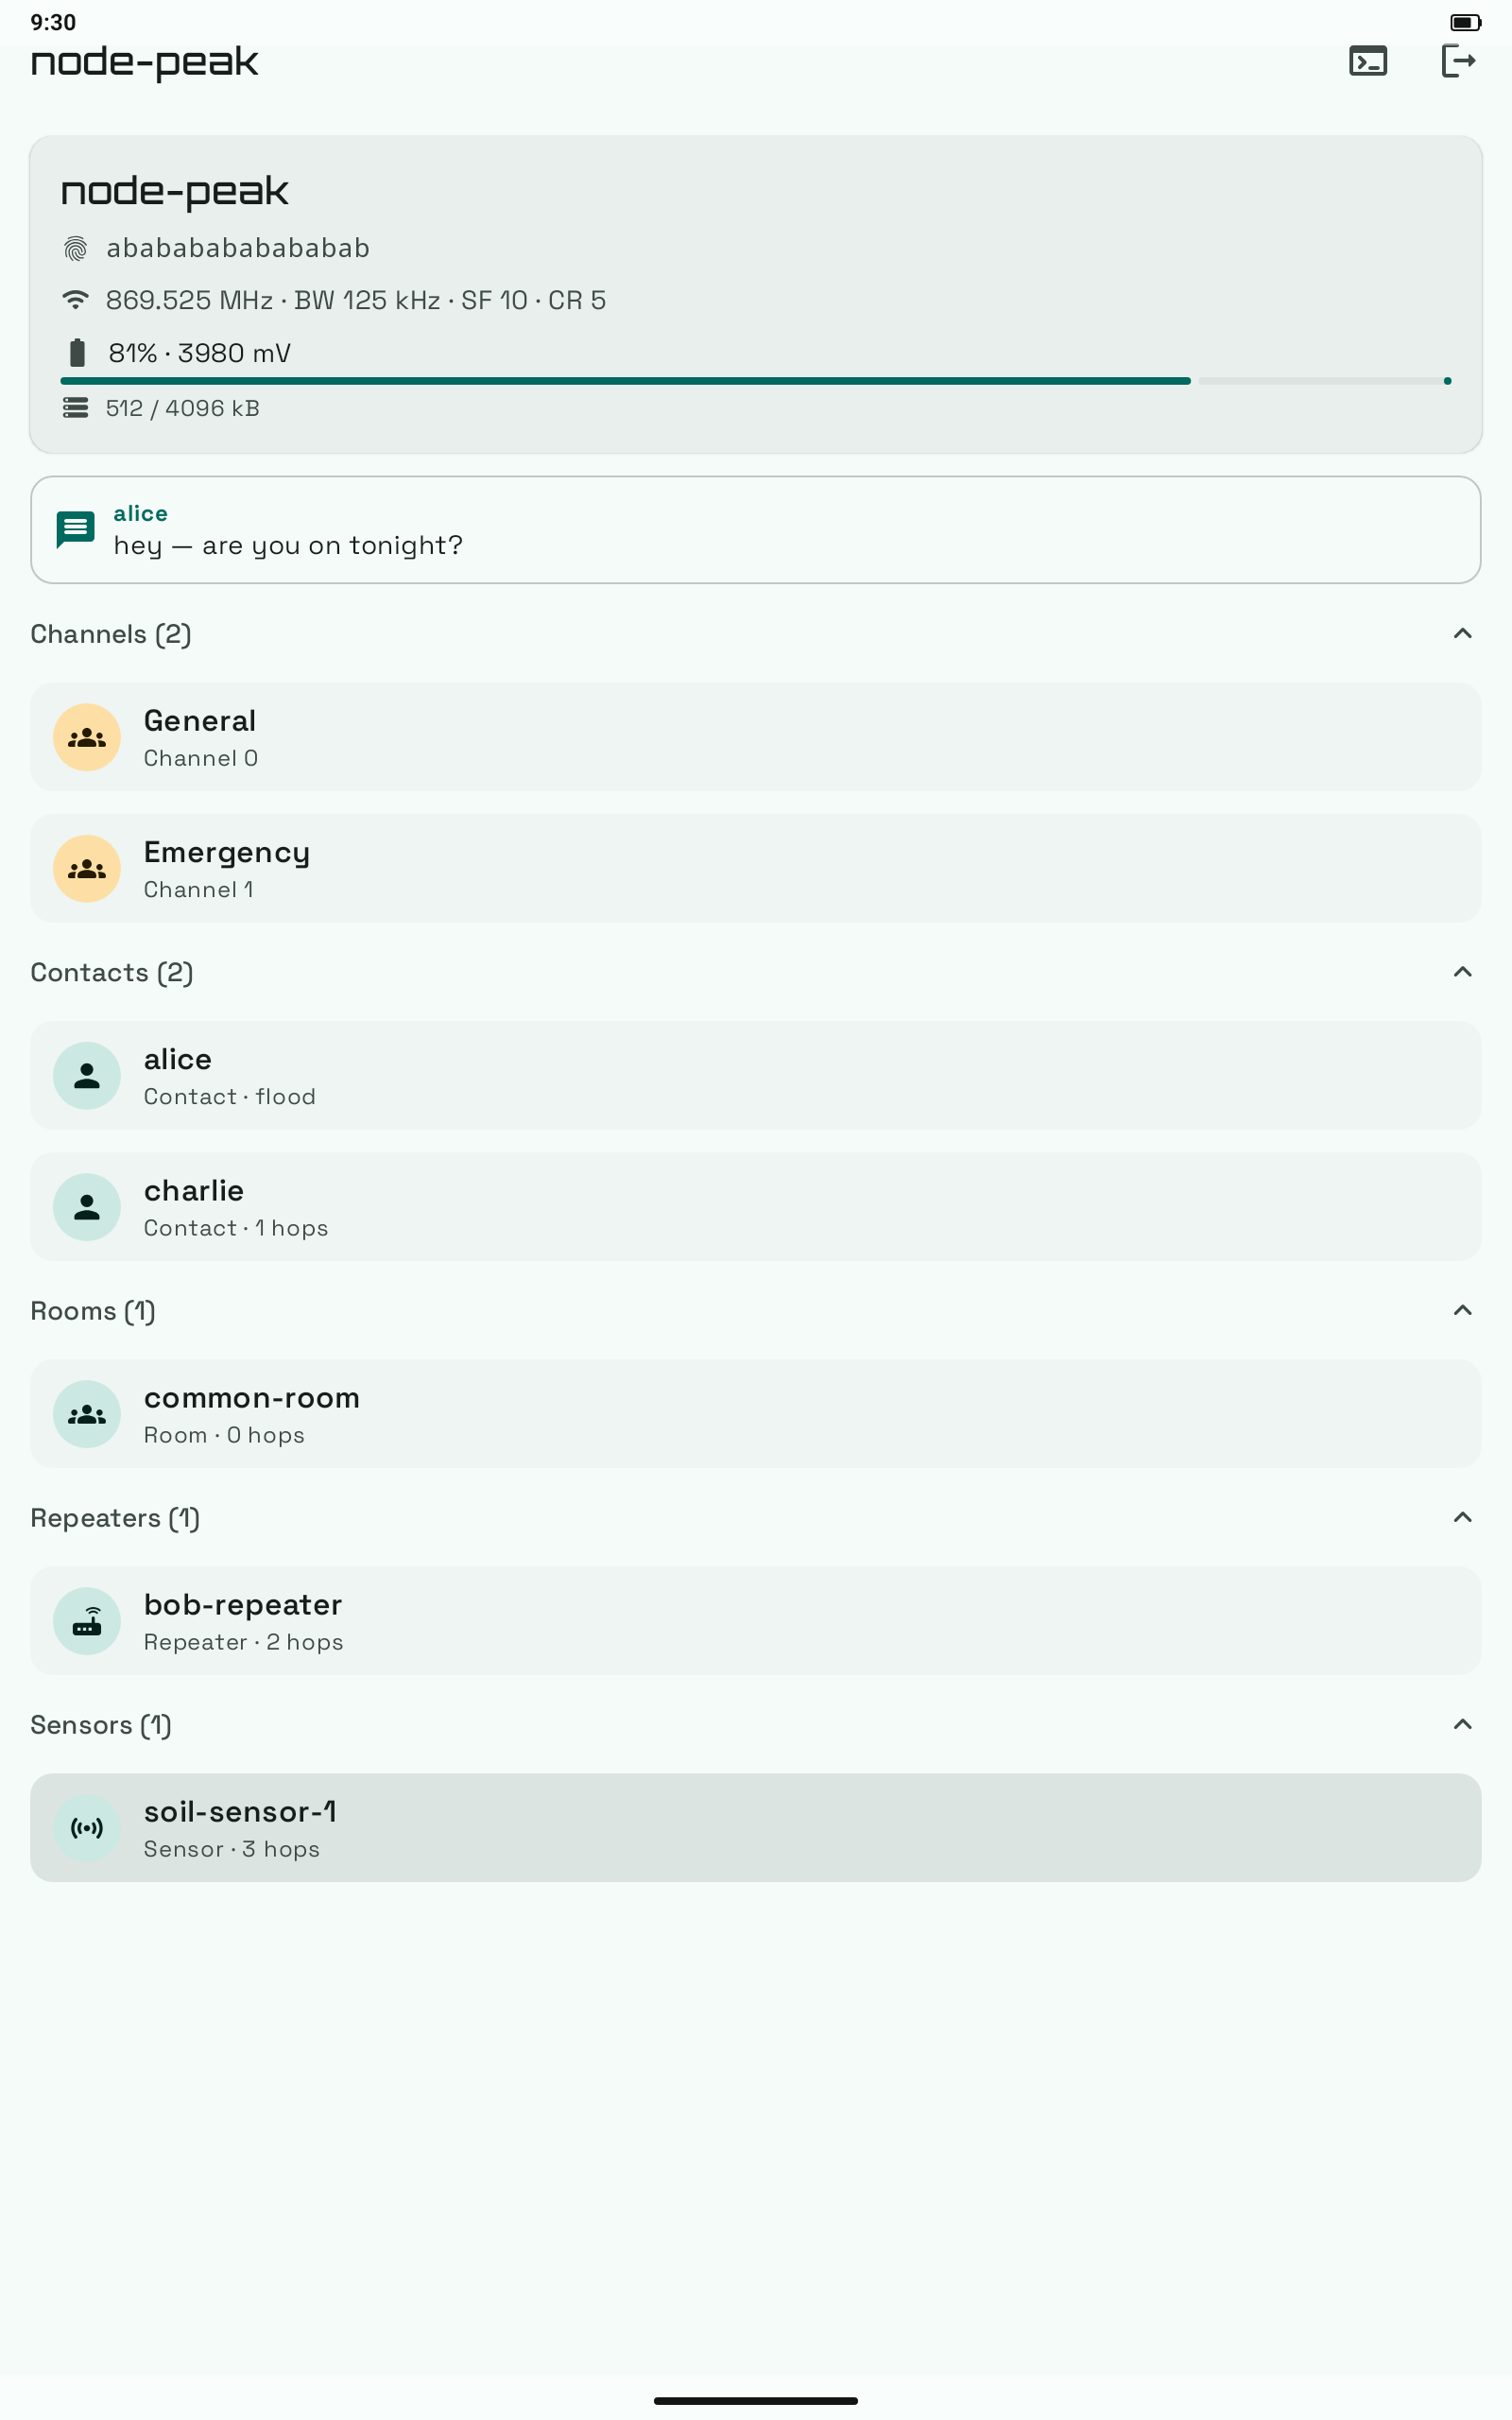 9:30
node-peak
node-peak
abababababababab
869.525 MHz · BW 125 kHz · SF 10 · CR 5
81% · 3980 mV
512 / 4096 kB
alice
hey — are you on tonight?
Channels (2)
General
Channel 0
Emergency
Channel 1
Contacts (2)
alice
Contact · flood
charlie
Contact · 1 hops
Rooms (1)
common-room
Room · 0 hops
Repeaters (1)
bob-repeater
Repeater · 2 hops
Sensors (1)
soil-sensor-1
Sensor · 3 hops